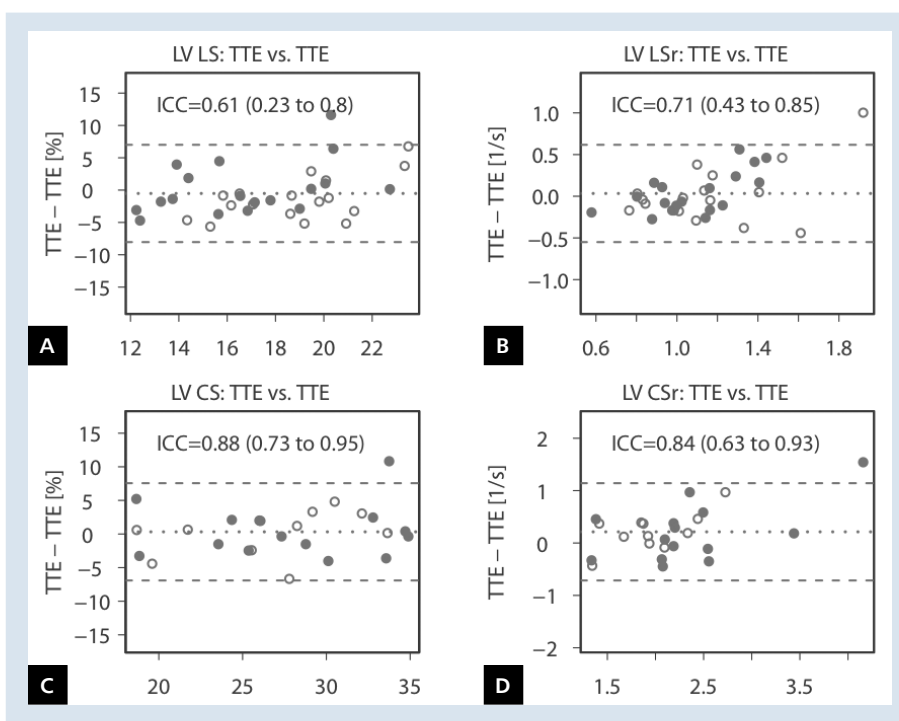 LV LS: TTE vs. TTE
ICC=0.61 (0.23 to 0.8)
TTE – TTE [%]
15
10
5
0
−5
−10
−15
12 14 16 18 20 22
A
LV LSr: TTE vs. TTE
ICC=0.71 (0.43 to 0.85)
TTE – TTE [1/s]
1.0
0.5
0.0
−0.5
−1.0
0.6 1.0 1.4 1.8
B
LV CS: TTE vs. TTE
ICC=0.88 (0.73 to 0.95)
TTE – TTE [%]
15
10
5
0
−5
−10
−15
20 25 30 35
C
LV CSr: TTE vs. TTE
ICC=0.84 (0.63 to 0.93)
TTE – TTE [1/s]
2
1
0
−1
−2
1.5 2.5 3.5
D